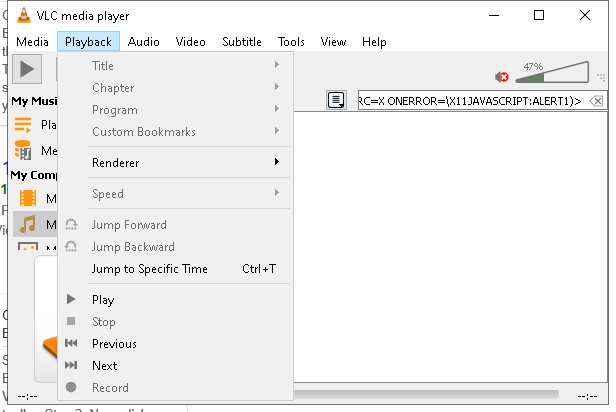 VLC media player
Media Playback Audio Video Subtitle Tools View Help
Title
Chapter
Program
Custom Bookmarks
Renderer
Speed
Jump Forward
Jump Backward
Jump to Specific Time Ctrl+T
Play
Stop
Previous
Next
Record
47%
RC=X ONERROR=\X11JAVASCRIPT:ALERT1)>
My Musi
Pla
Me
My Comp
M
M
--:--
--:--